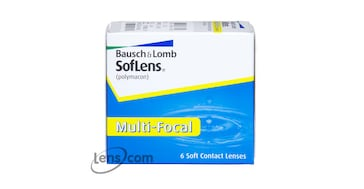 Bausch & Lomb
SofLens®
(polymacon)
Multi-Focal
6 Soft Contact Lenses
Lens.com